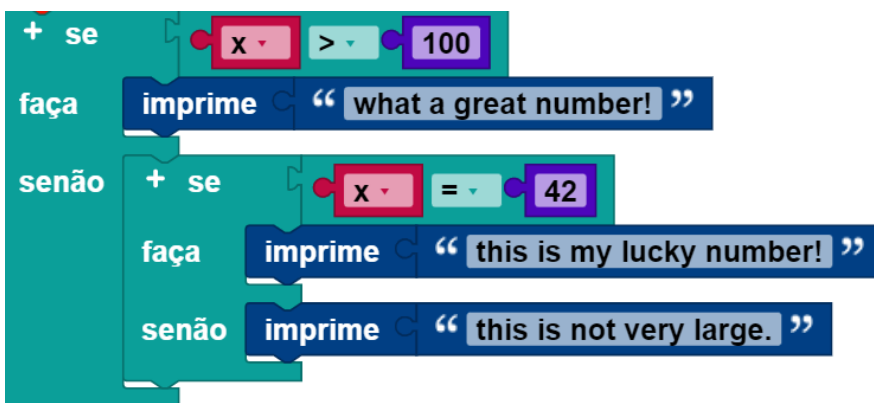 + se x > 100
faça imprime “ what a great number! ”
senão + se x = 42
faça imprime “ this is my lucky number! ”
senão imprime “ this is not very large. ”